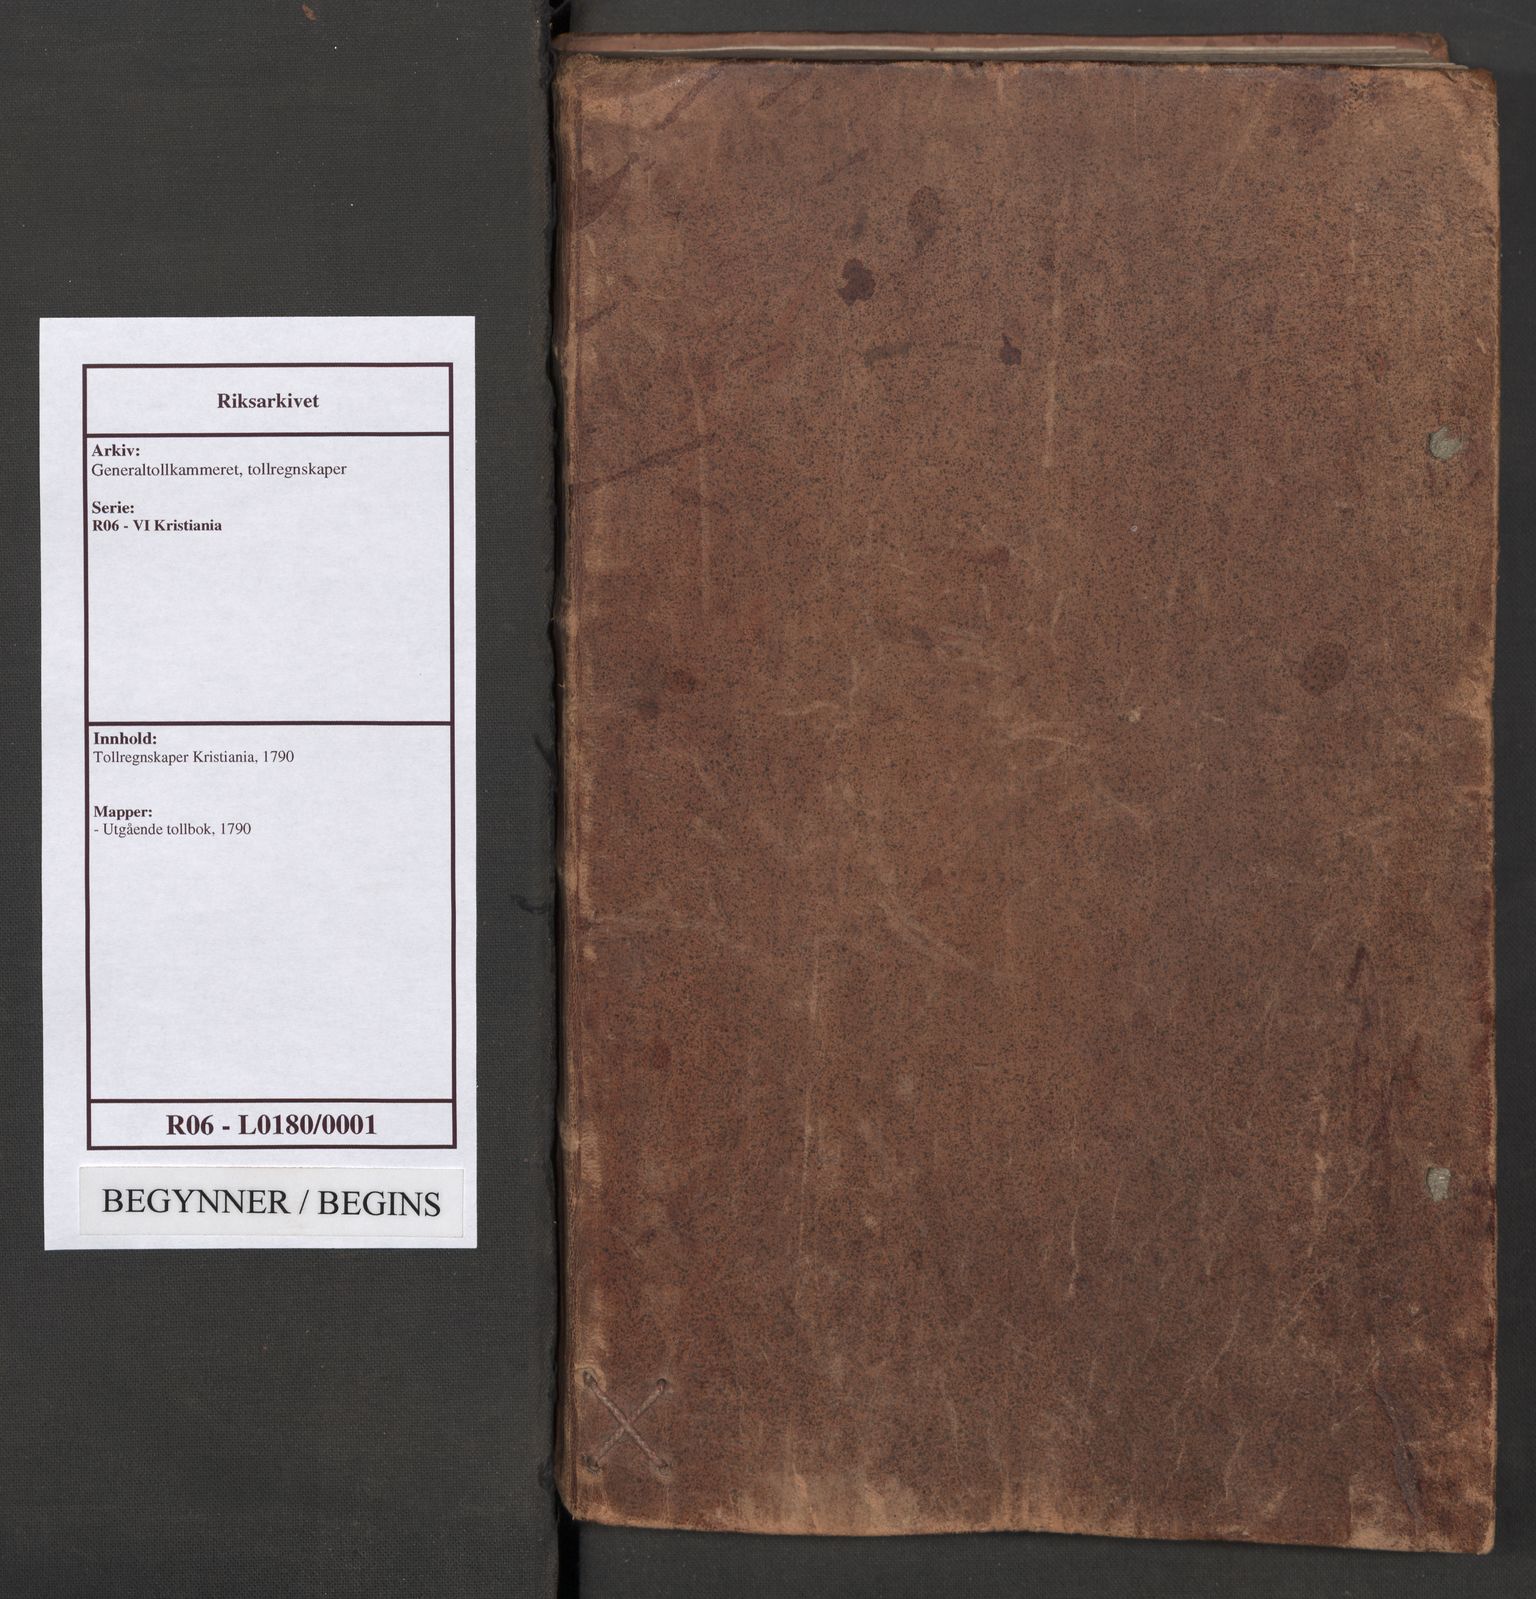 Riksarkivet
Arkiv:
Generaltollkammeret, tollregnskaper
Serie:
R06 - VI Kristiania
Innhold:
Tollregnskaper Kristiania, 1790
Mapper:
- Utgående tollbok, 1790
R06 - L0180/0001
BEGYNNER / BEGINS